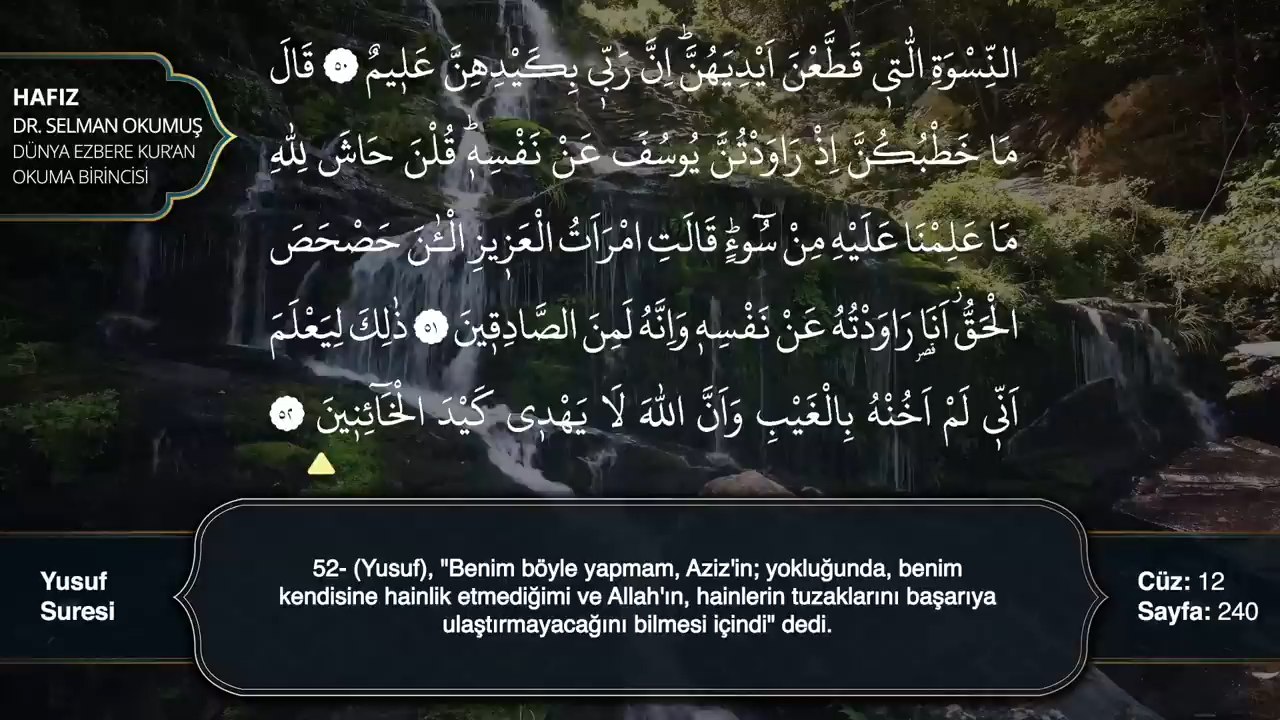 HAFIZ
DR. SELMAN OKUMUŞ
DÜNYA EZBERE KUR'AN
OKUMA BİRİNCİSİ
النِّسْوَةِ الّٰتٖي قَطَّعْنَ اَيْدِيَهُنَّؕ اِنَّ رَبّٖي بِكَيْدِهِنَّ عَلٖيمٌ ٥٠ قَالَ
مَا خَطْبُكُنَّ اِذْ رَاوَدْتُنَّ يُوسُفَ عَنْ نَفْسِهٖؕ قُلْنَ حَاشَ لِلّٰهِ
مَا عَلِمْنَا عَلَيْهِ مِنْ سُٓوءٍؕ قَالَتِ امْرَاَتُ الْعَزٖيزِ الْـٰٔنَ حَصْحَصَ
الْحَقُّؗ اَنَا۬ رَاوَدْتُهُ عَنْ نَفْسِهٖ وَاِنَّهُ لَمِنَ الصَّادِقٖينَ ٥١ ذٰلِكَ لِيَعْلَمَ
اَنّٖي لَمْ اَخُنْهُ بِالْغَيْبِ وَاَنَّ اللّٰهَ لَا يَهْدٖي كَيْدَ الْخَٓائِنٖينَ ٥٢
52- (Yusuf), "Benim böyle yapmam, Aziz'in; yokluğunda, benim
kendisine hainlik etmediğimi ve Allah'ın, hainlerin tuzaklarını başarıya
ulaştırmayacağını bilmesi içindi" dedi.
Yusuf
Suresi
Cüz: 12
Sayfa: 240